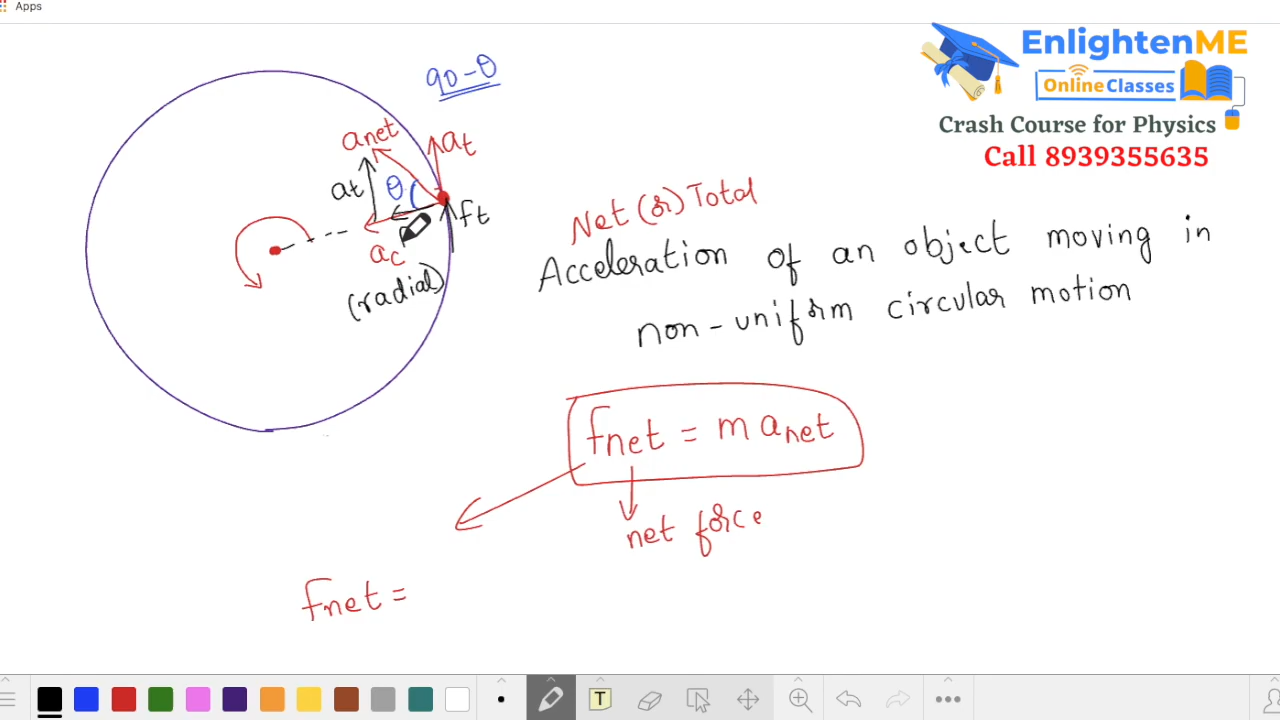 Apps
EnlightenME
OnlineClasses
Crash Course for Physics
Call 8939355635
90 - θ
anet
at
at
θ
ft
ac
(radial)
Net (or) Total
Acceleration of an object moving in
non - uniform circular motion
fnet = m anet
net force
fnet =
T